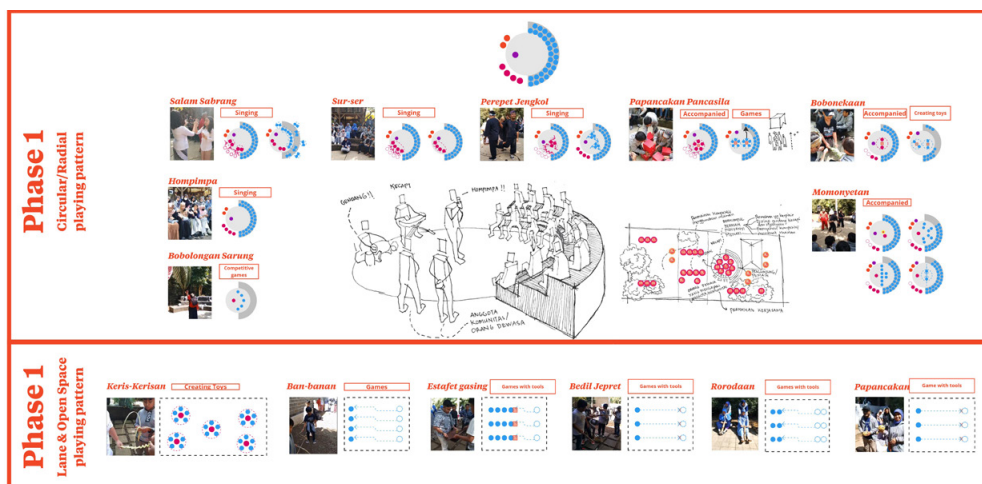 Phase 1
Circular/Radial
playing pattern
Salam Sabrang
Singing
Sur-ser
Singing
Perepet Jengkol
Singing
Papancakan Pancasila
Accompanied
Games
Bobonekaan
Accompanied
Creating toys
Hompimpa
Singing
Bobolongan Sarung
Competitive
games
KECAPI
HOMPIMPA !!
ANGGOTA
KOMUNITAS/
ORANG DEWASA
Momonyetan
Accompanied
Phase 1
Lane & Open Space
playing pattern
Keris-Kerisan
Creating Toys
Ban-banan
Games
Estafet gasing
Games with tools
Bedil Jepret
Games with tools
Rorodaan
Games with tools
Papancakan
Game with tools